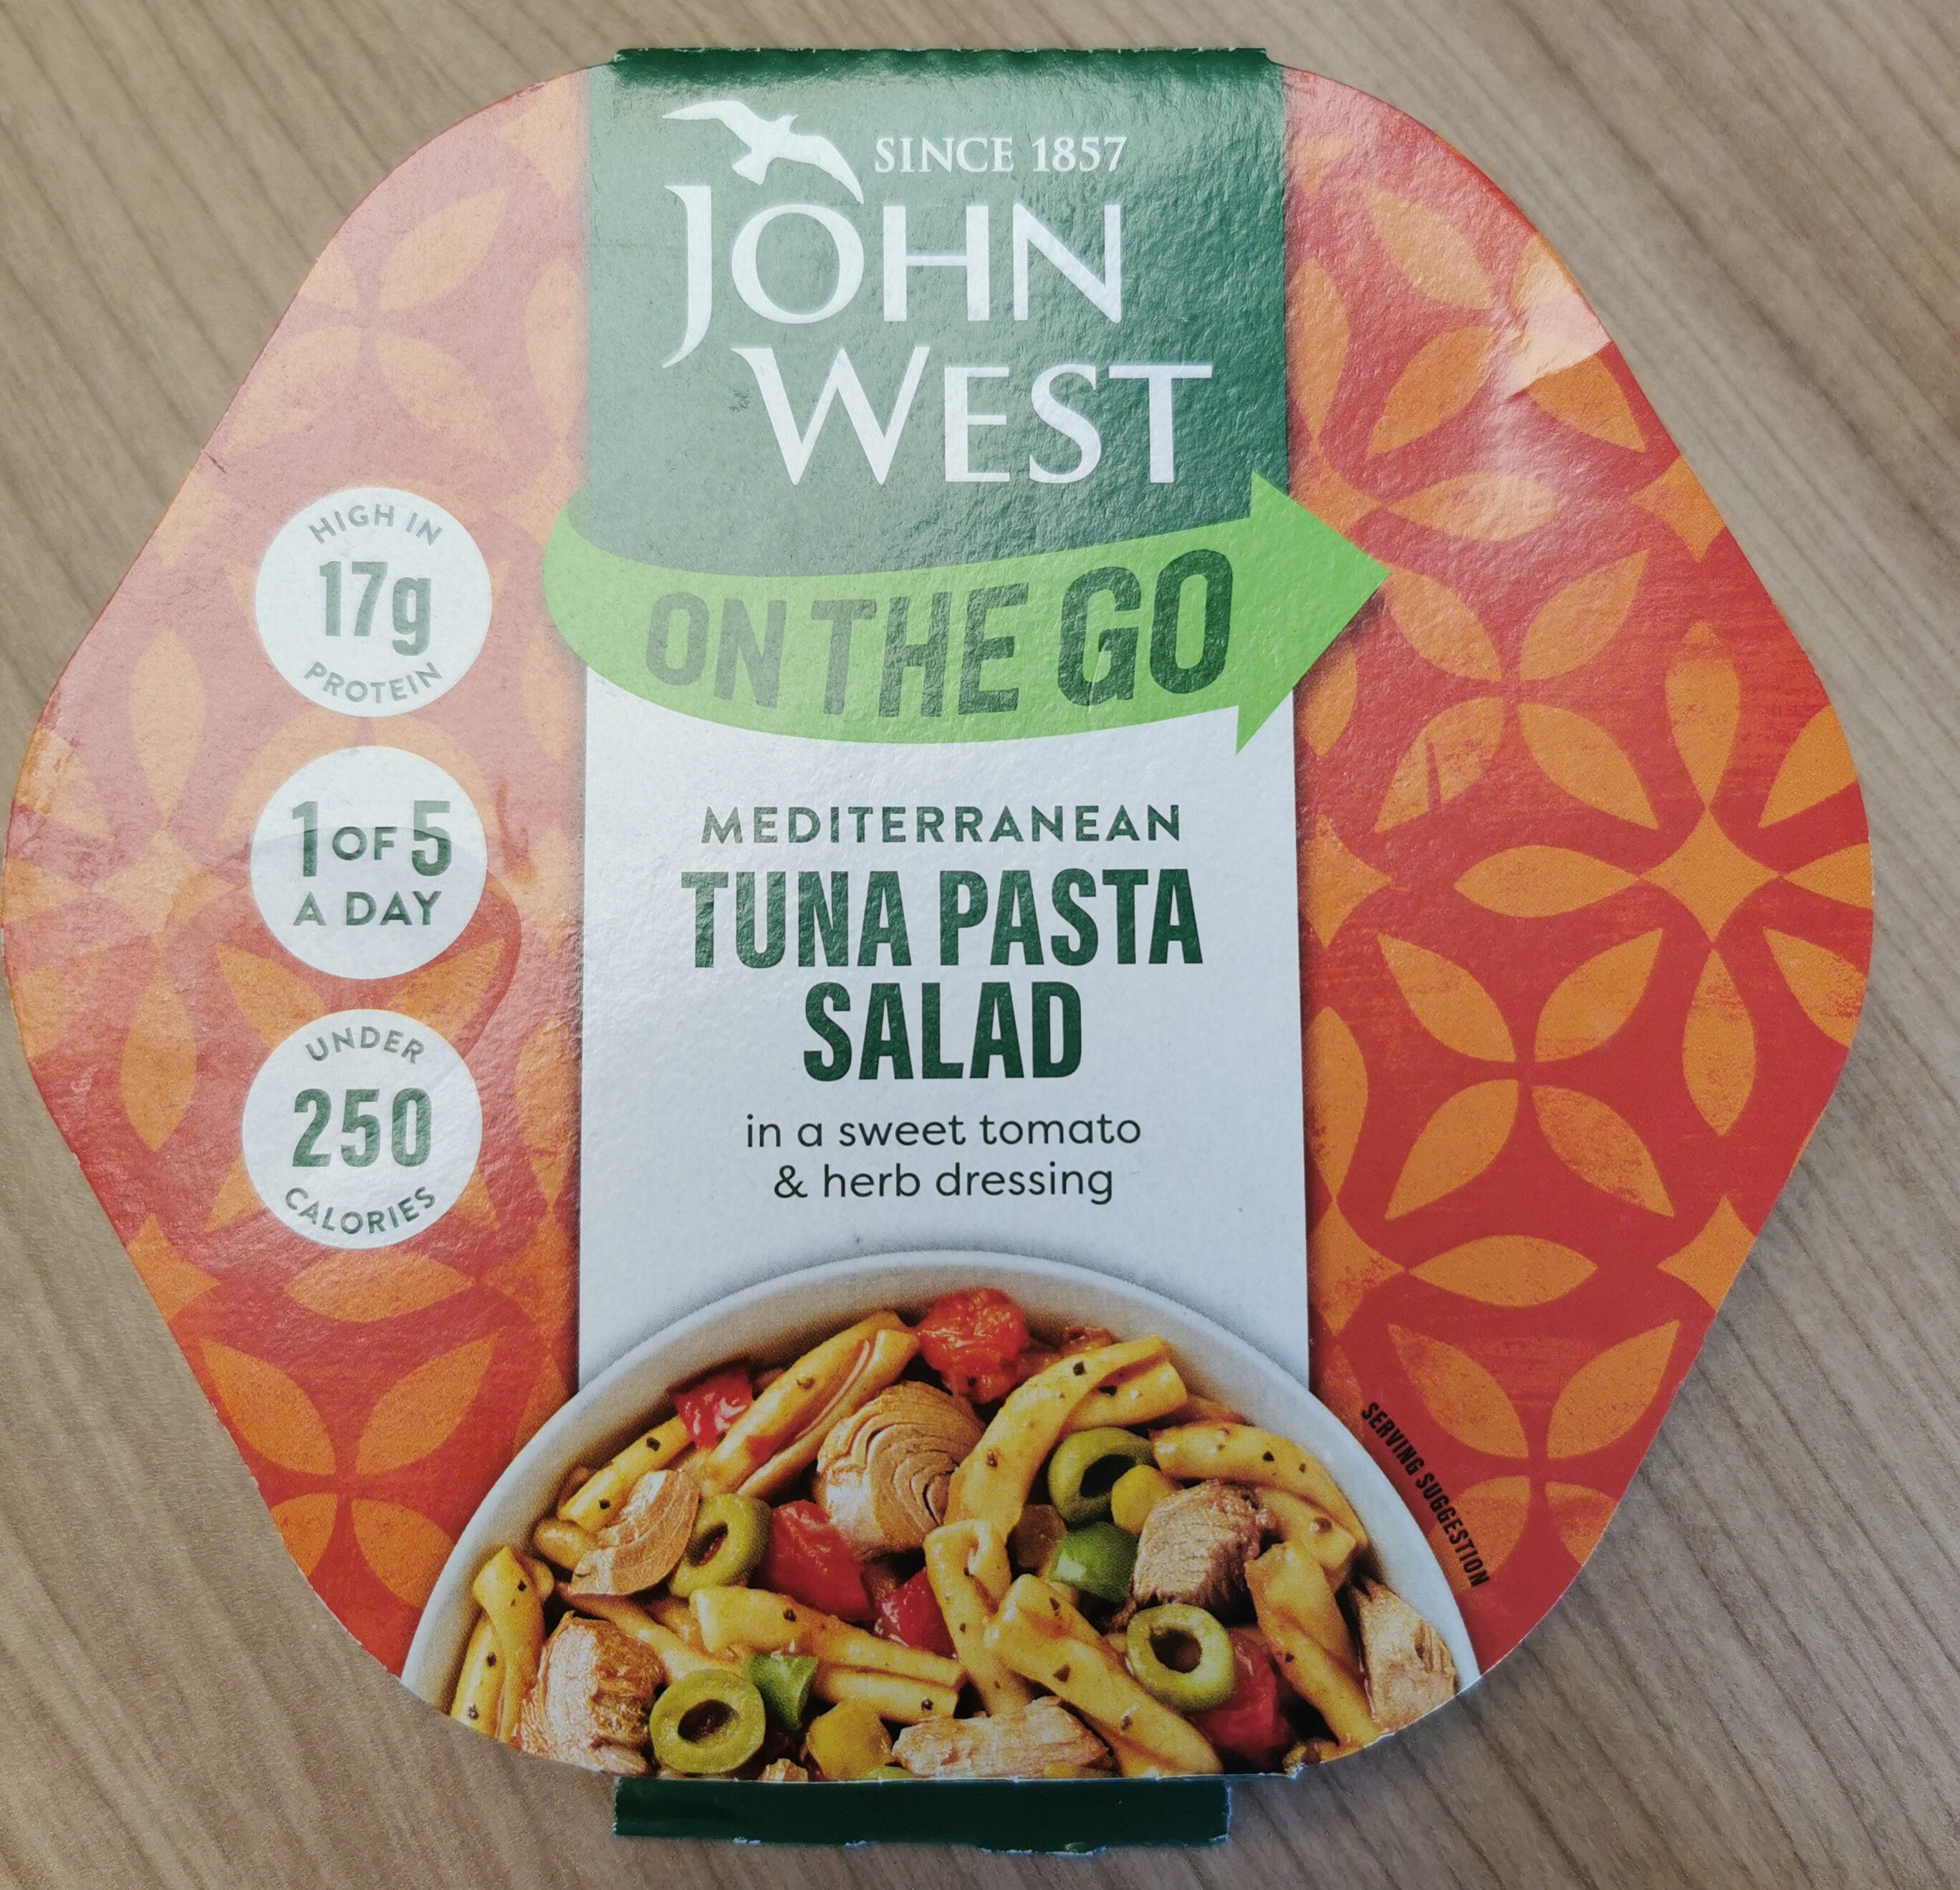 SINCE 1857
JOHN
WEST
ON THE GO
HIGH IN
17g
PROTEIN
1 OF 5
A DAY
UNDER
250
CALORIES
MEDITERRANEAN
TUNA PASTA
SALAD
in a sweet tomato
& herb dressing
SERVING SUGGESTION